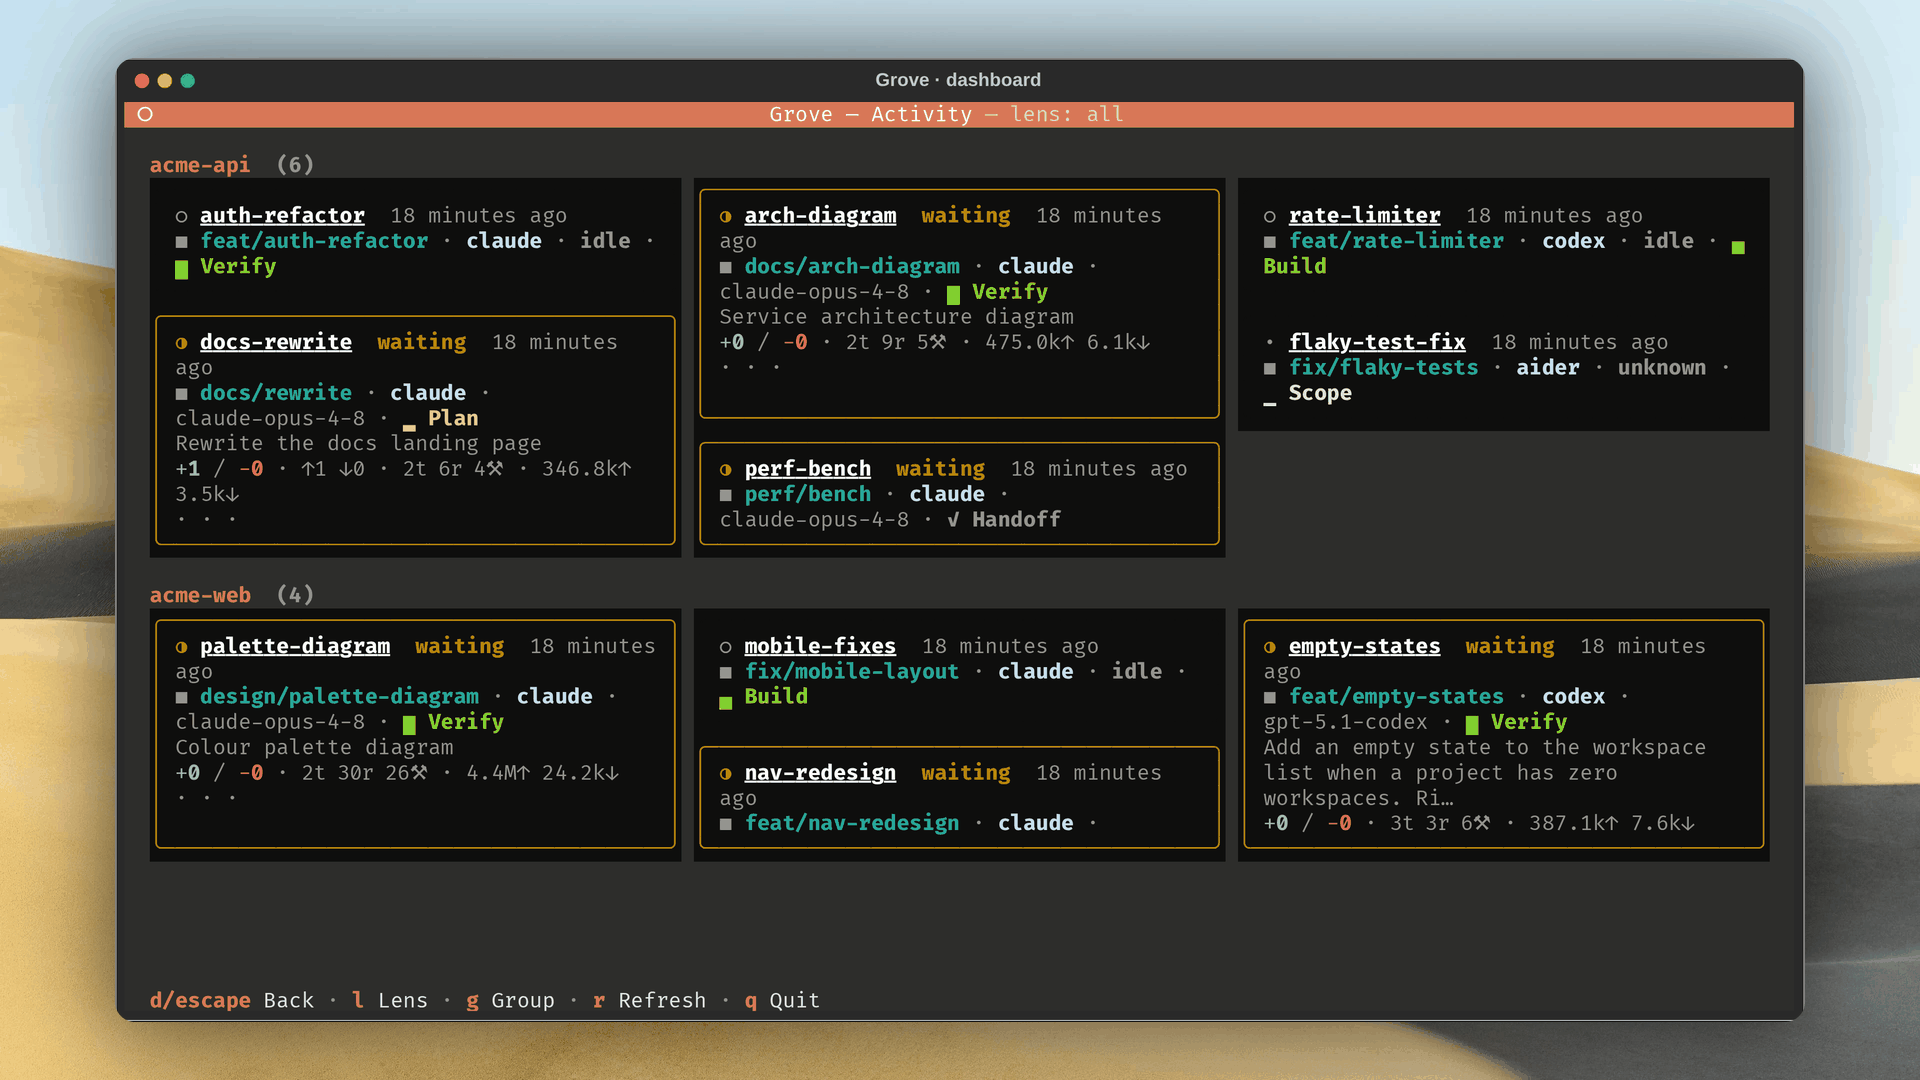 Grove · dashboard
Grove — Activity — lens: all
acme-api (6)
○ auth-refactor 18 minutes ago
■ feat/auth-refactor · claude · idle ·
Verify
◑ docs-rewrite waiting 18 minutes
ago
■ docs/rewrite · claude ·
claude-opus-4-8 · Plan
Rewrite the docs landing page
+1 / -0 · ↑1 ↓0 · 2t 6r 4⚒ · 346.8k↑
3.5k↓
· · ·
◑ arch-diagram waiting 18 minutes
ago
■ docs/arch-diagram · claude ·
claude-opus-4-8 · Verify
Service architecture diagram
+0 / -0 · 2t 9r 5⚒ · 475.0k↑ 6.1k↓
· · ·
◑ perf-bench waiting 18 minutes ago
■ perf/bench · claude ·
claude-opus-4-8 · √ Handoff
○ rate-limiter 18 minutes ago
■ feat/rate-limiter · codex · idle ·
Build
· flaky-test-fix 18 minutes ago
■ fix/flaky-tests · aider · unknown ·
Scope
acme-web (4)
◑ palette-diagram waiting 18 minutes
ago
■ design/palette-diagram · claude ·
claude-opus-4-8 · Verify
Colour palette diagram
+0 / -0 · 2t 30r 26⚒ · 4.4M↑ 24.2k↓
· · ·
○ mobile-fixes 18 minutes ago
■ fix/mobile-layout · claude · idle ·
Build
◑ nav-redesign waiting 18 minutes
ago
■ feat/nav-redesign · claude ·
◑ empty-states waiting 18 minutes
ago
■ feat/empty-states · codex ·
gpt-5.1-codex · Verify
Add an empty state to the workspace
list when a project has zero
workspaces. Ri…
+0 / -0 · 3t 3r 6⚒ · 387.1k↑ 7.6k↓
d/escape Back · l Lens · g Group · r Refresh · q Quit